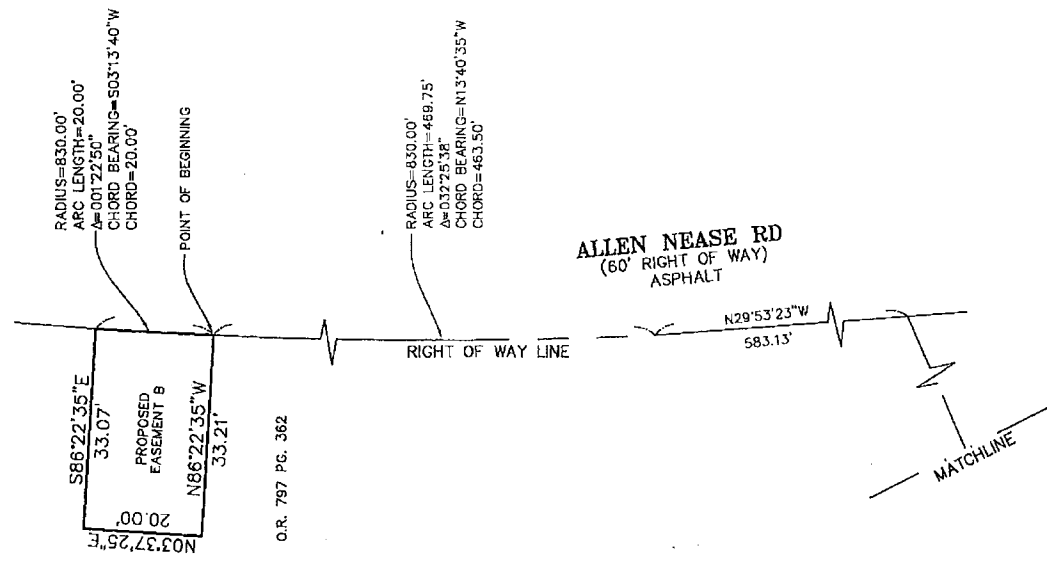 RADIUS=830.00'
ARC LENGTH=20.00'
Δ=001°22'50"
CHORD BEARING=S03°13'40"W
CHORD=20.00'
POINT OF BEGINNING
RADIUS=830.00'
ARC LENGTH=469.75'
Δ=032°25'38"
CHORD BEARING=N13°40'35"W
CHORD=463.50'
ALLEN NEASE RD
(60' RIGHT OF WAY)
ASPHALT
N29°53'23"W
583.13'
RIGHT OF WAY LINE
S86°22'35"E
33.07'
PROPOSED
EASEMENT B
N86°22'35"W
33.21'
20.00'
N03°37'25"E
O.R. 797 PG. 362
MATCHLINE